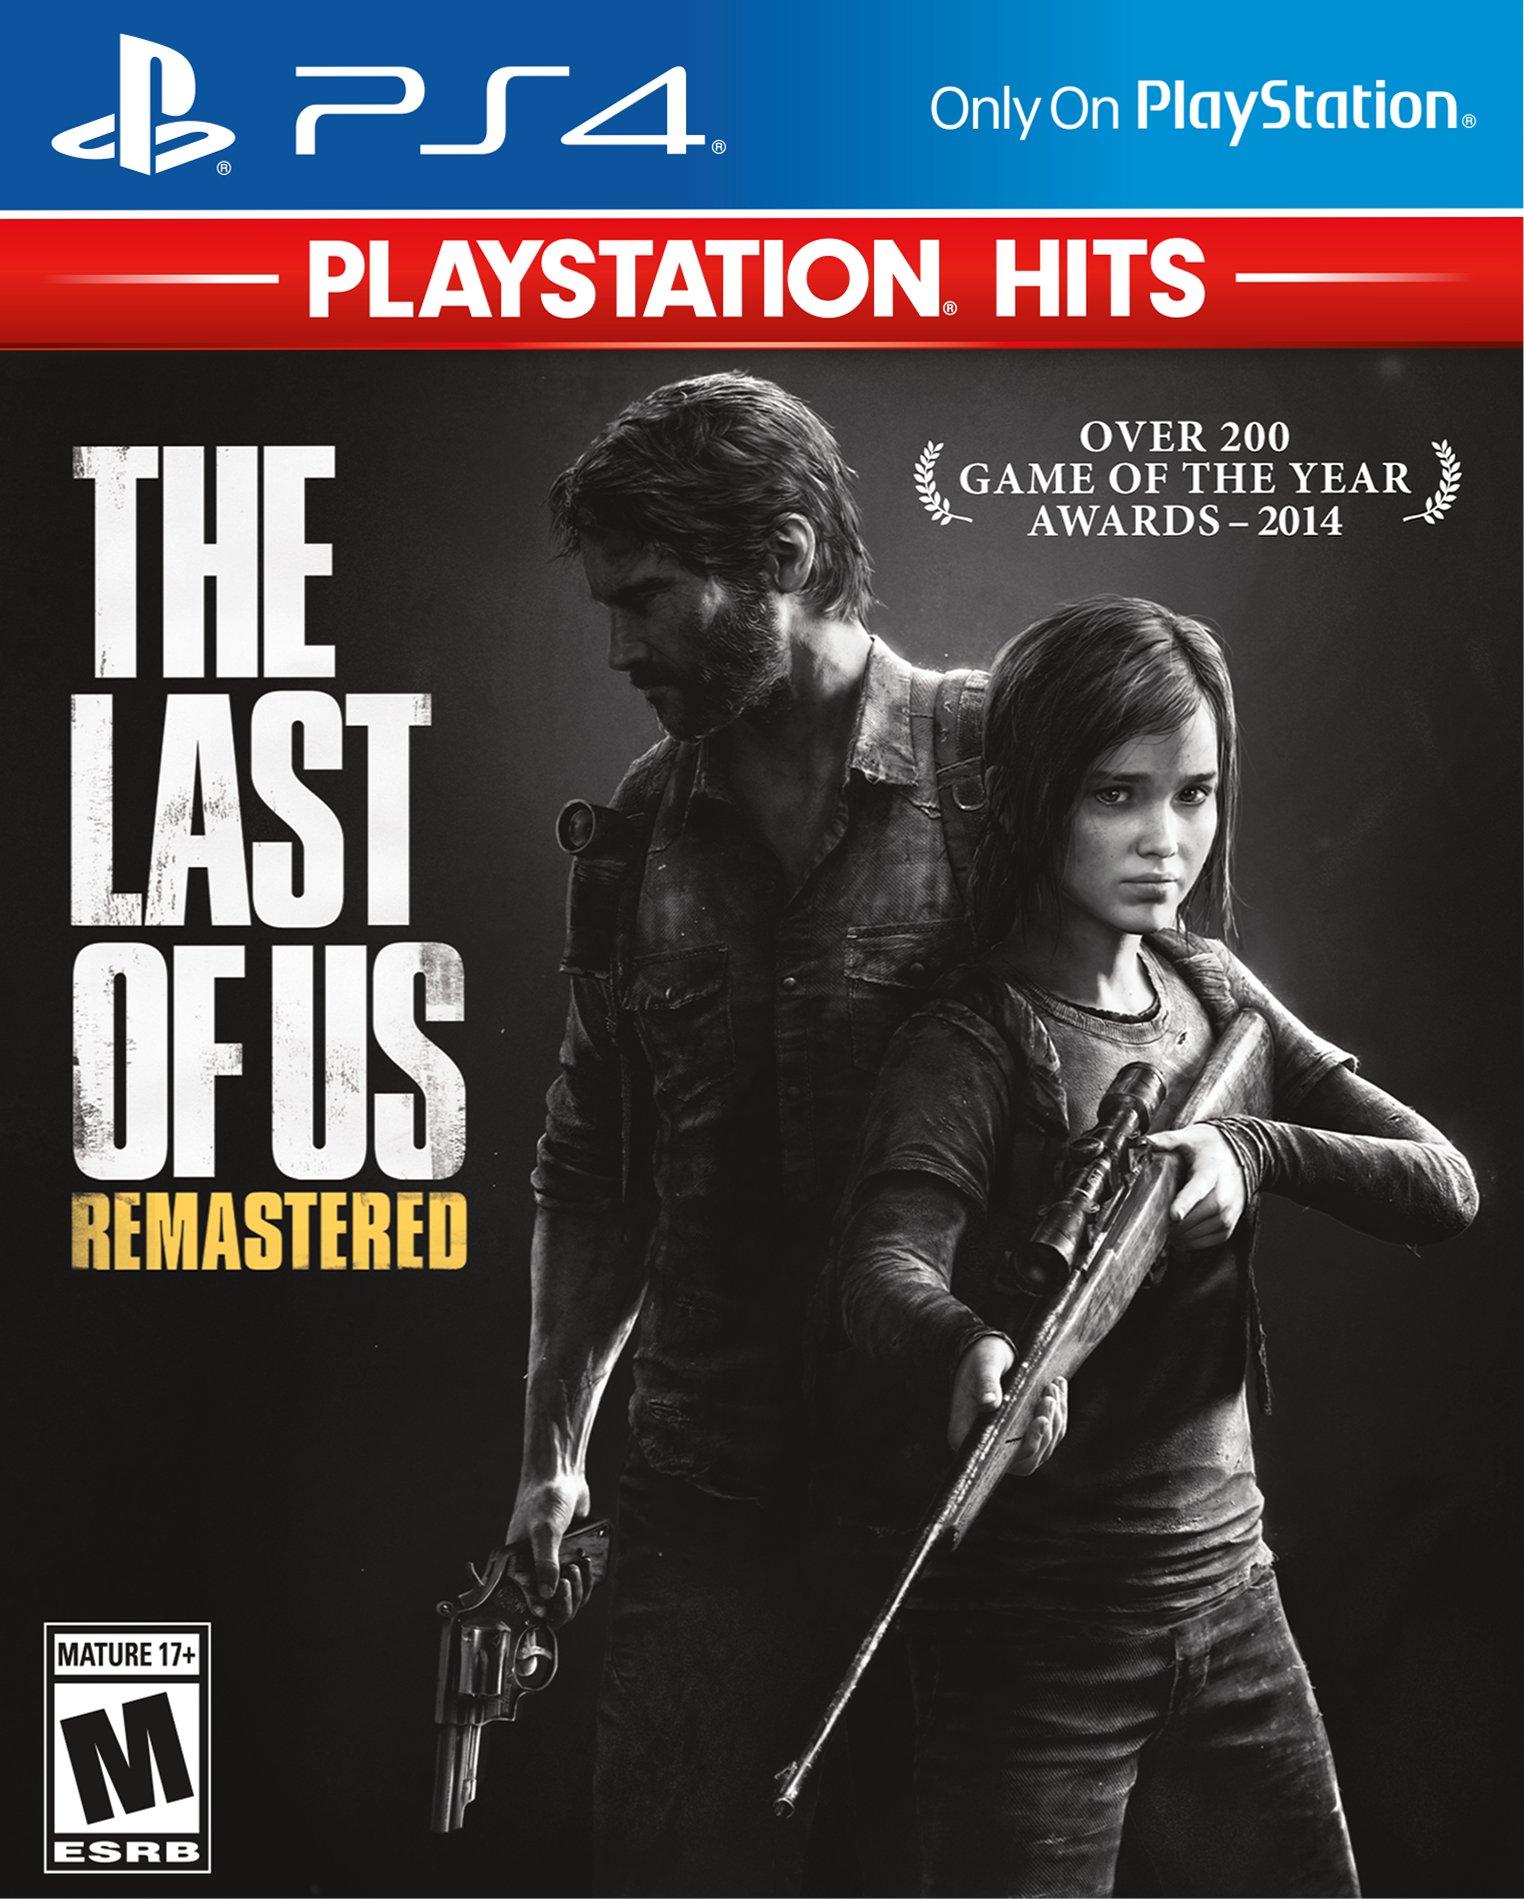 PS4® Only On PlayStation®
PLAYSTATION® HITS
OVER 200
GAME OF THE YEAR
AWARDS – 2014
THE
LAST
OF US
REMASTERED
MATURE 17+
M
ESRB